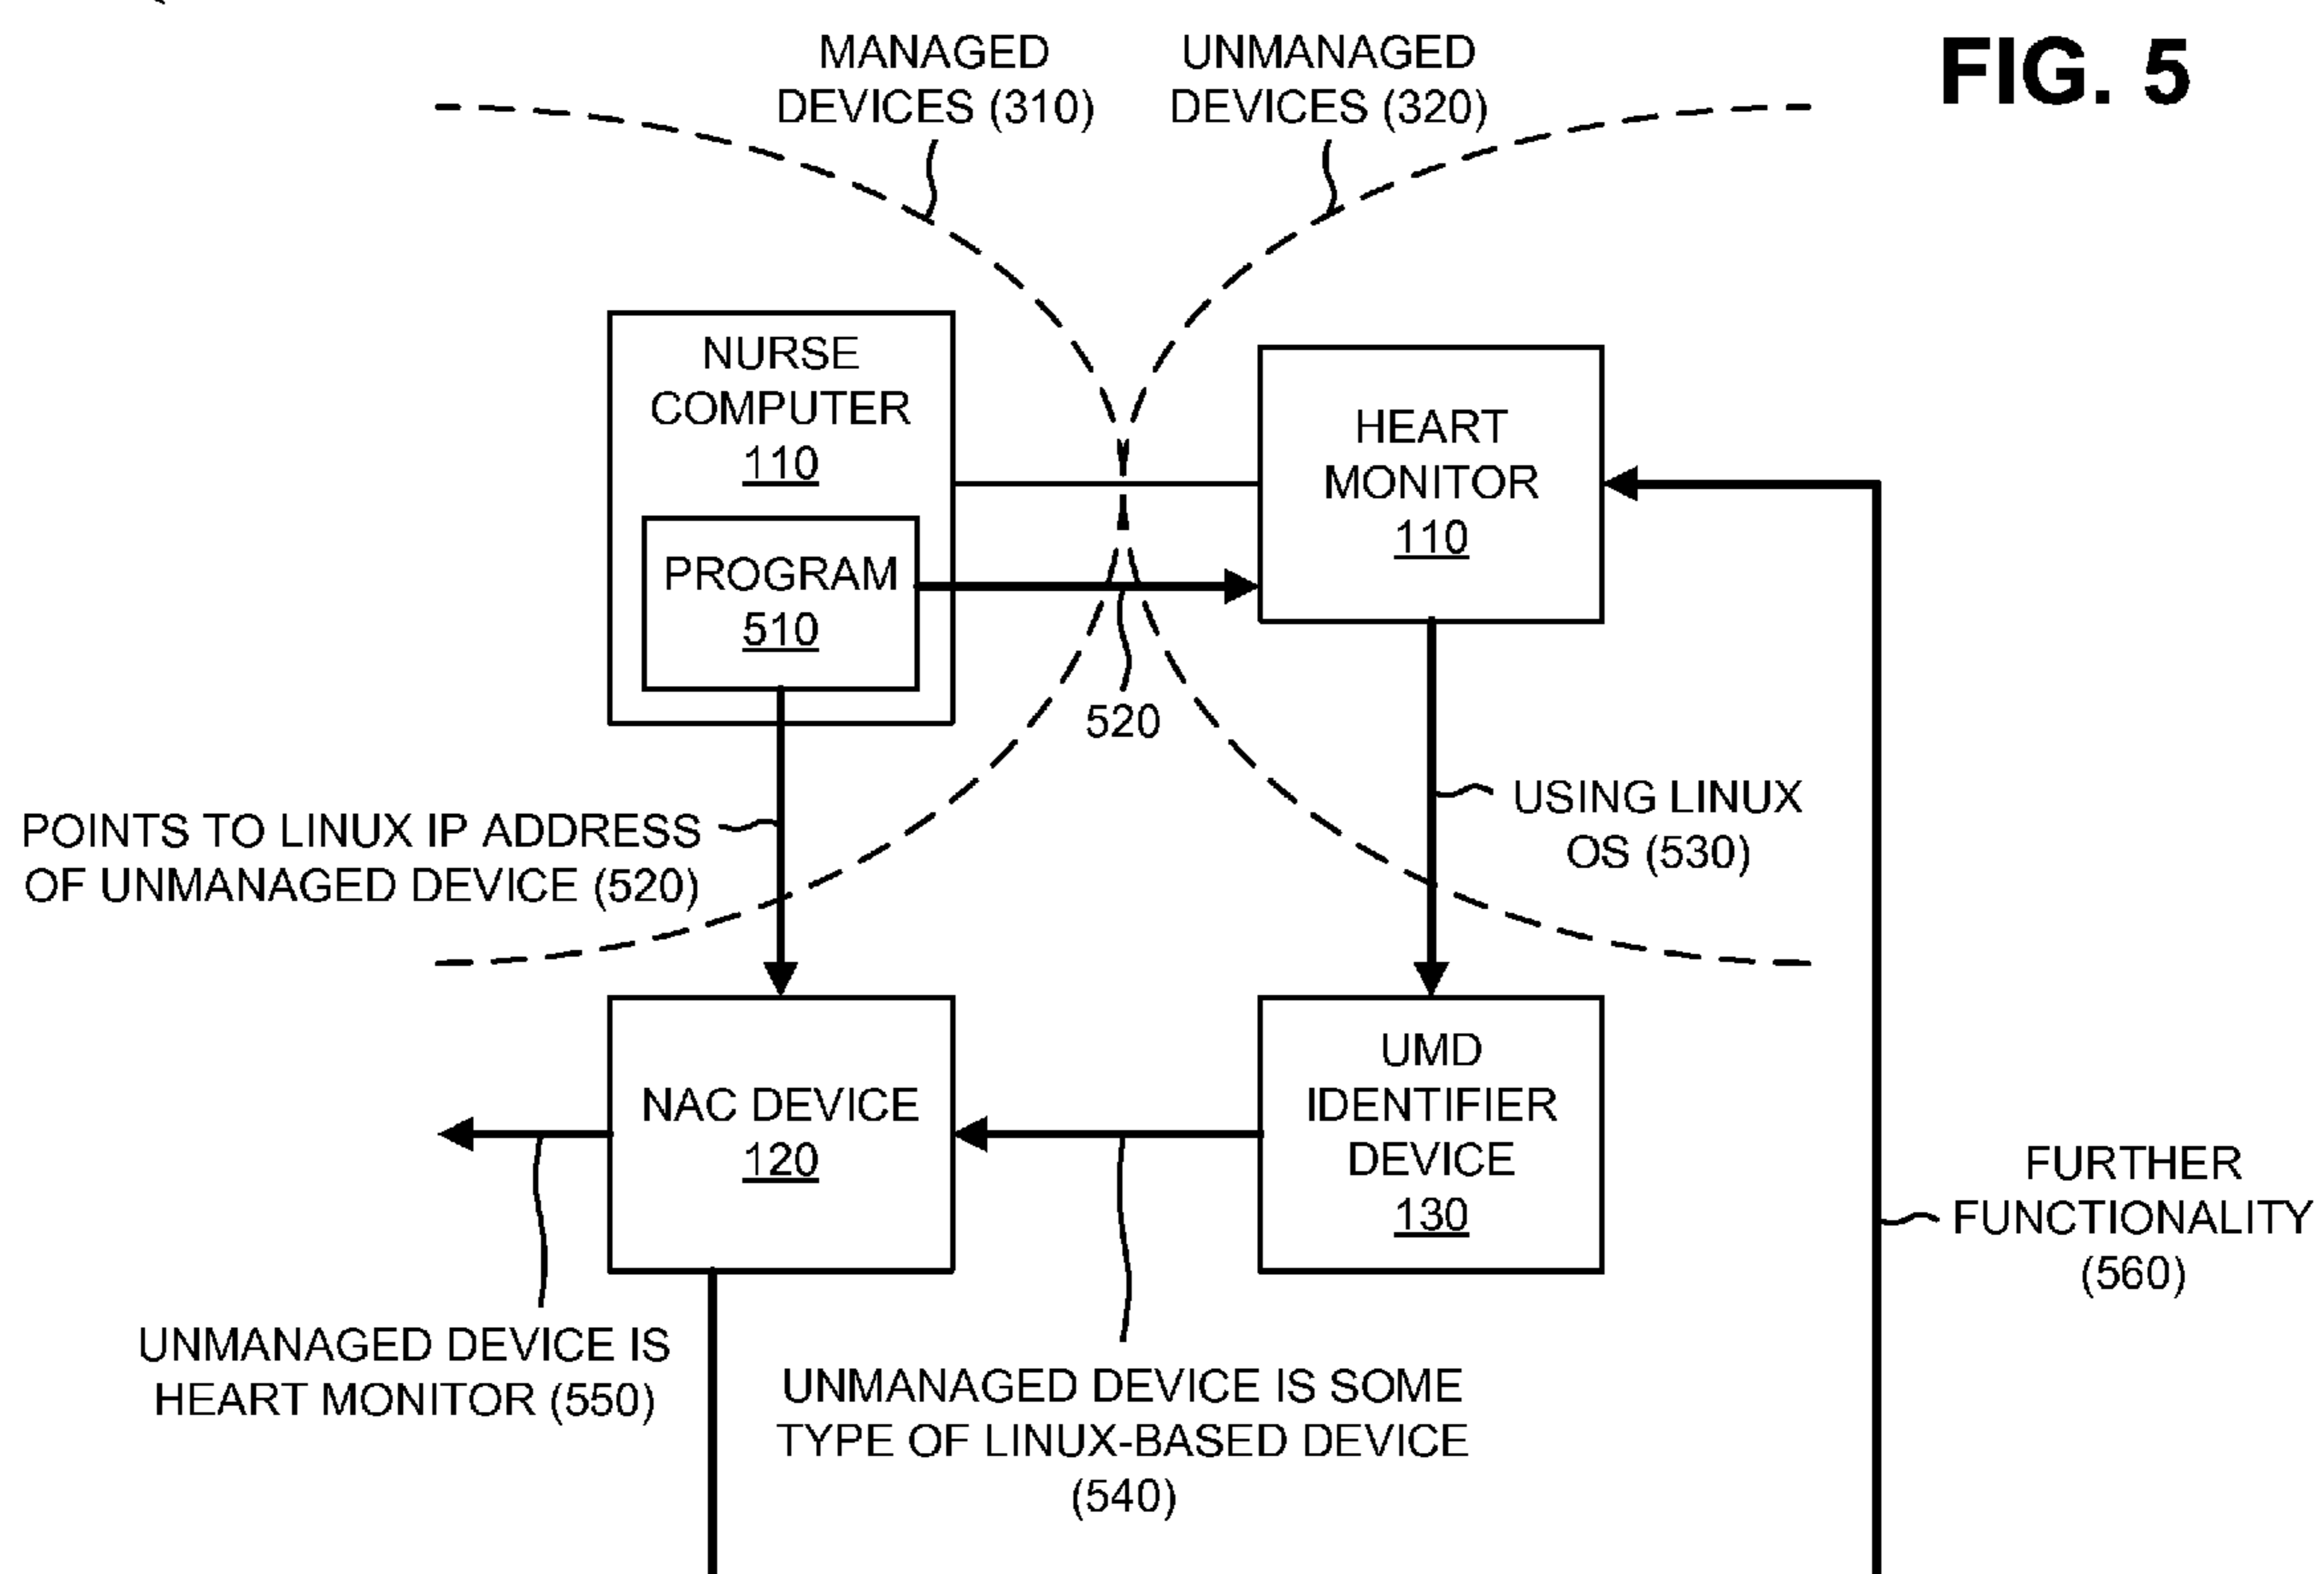 FIG. 5
MANAGED
DEVICES (310)
UNMANAGED
DEVICES (320)
NURSE
COMPUTER
110
PROGRAM
510
HEART
MONITOR
110
520
POINTS TO LINUX IP ADDRESS
OF UNMANAGED DEVICE (520)
USING LINUX
OS (530)
NAC DEVICE
120
UMD
IDENTIFIER
DEVICE
130
FURTHER
FUNCTIONALITY
(560)
UNMANAGED DEVICE IS
HEART MONITOR (550)
UNMANAGED DEVICE IS SOME
TYPE OF LINUX-BASED DEVICE
(540)